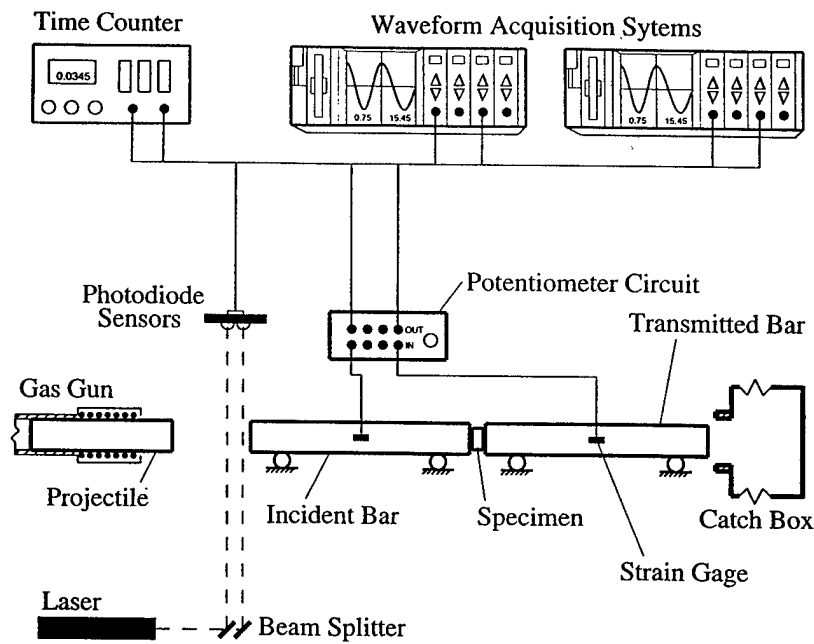 Time Counter
Waveform Acquisition Sytems
0.0345
0.75 15.45
0.75 15.45
Photodiode
Sensors
Potentiometer Circuit
OUT
IN
Transmitted Bar
Gas Gun
Projectile
Incident Bar
Specimen
Catch Box
Strain Gage
Laser
Beam Splitter